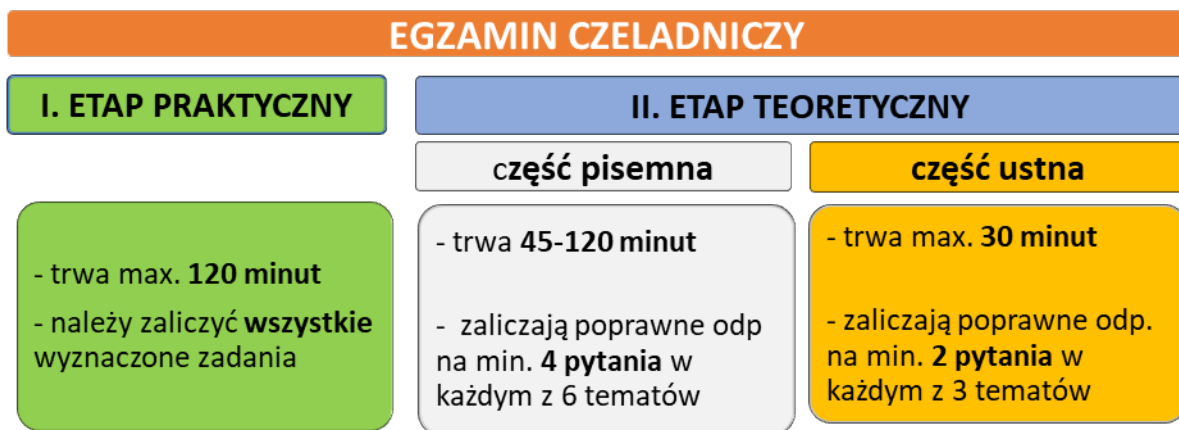 EGZAMIN CZELADNICZY
I. ETAP PRAKTYCZNY
- trwa max. 120 minut
- należy zaliczyć wszystkie
wyznaczone zadania
II. ETAP TEORETYCZNY
część pisemna
- trwa 45-120 minut
- zaliczają poprawne odp
na min. 4 pytania w
każdym z 6 tematów
część ustna
- trwa max. 30 minut
- zaliczają poprawne odp.
na min. 2 pytania w
każdym z 3 tematów